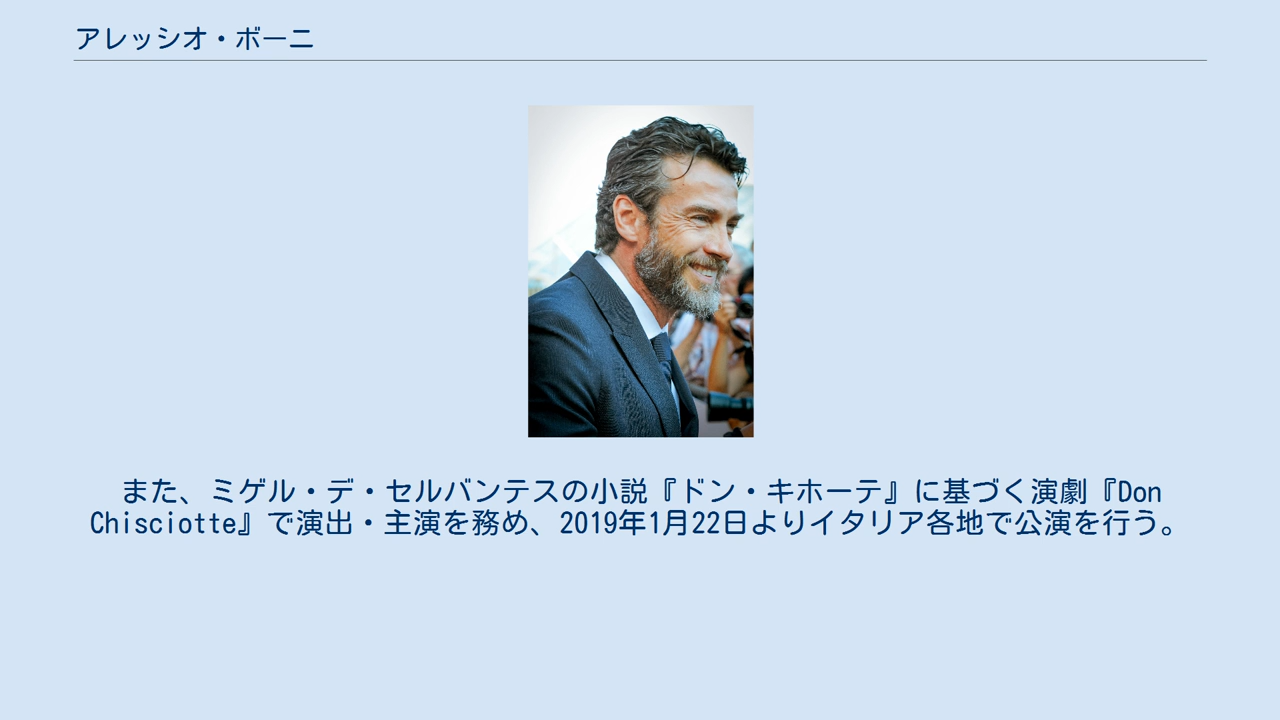 アレッシオ・ボーニ
また、ミゲル・デ・セルバンテスの小説『ドン・キホーテ』に基づく演劇『Don
Chisciotte』で演出・主演を務め、2019年1月22日よりイタリア各地で公演を行う。